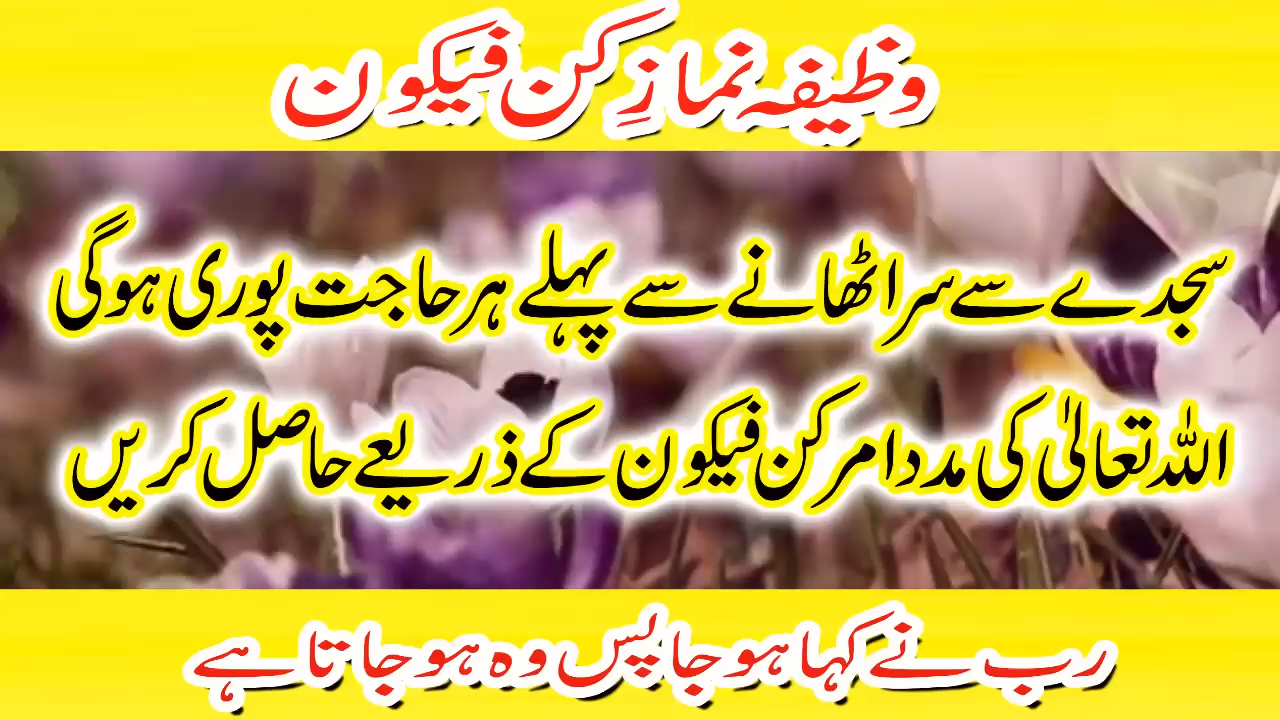 وظیفہ نمازِ کن فیکون
سجدے سے سر اٹھانے سے پہلے ہر حاجت پوری ہوگی
اللہ تعالیٰ کی مدد امر کن فیکون کے ذریعے حاصل کریں
رب نے کہا ہو جا پس وہ ہو جاتا ہے